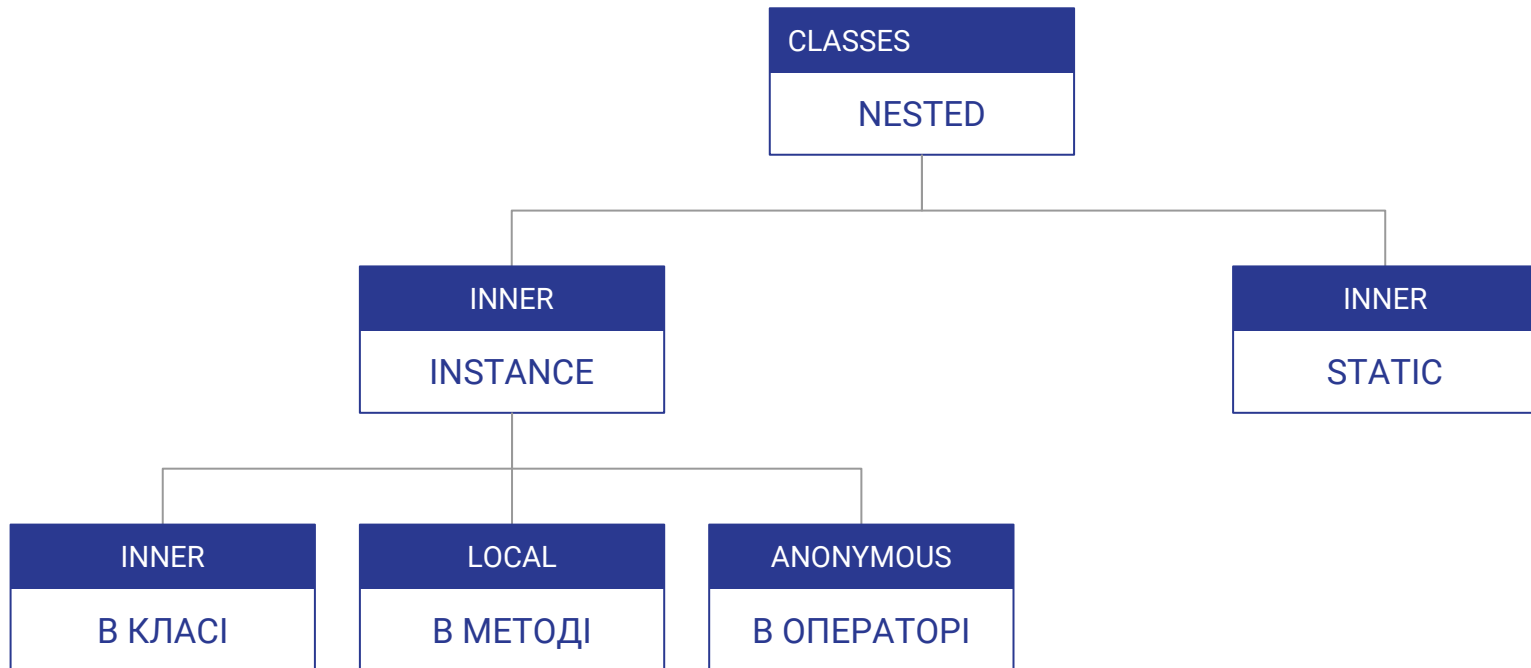 CLASSES
NESTED
INNER
INSTANCE
INNER
STATIC
INNER
В КЛАСІ
LOCAL
В МЕТОДІ
ANONYMOUS
В ОПЕРАТОРІ